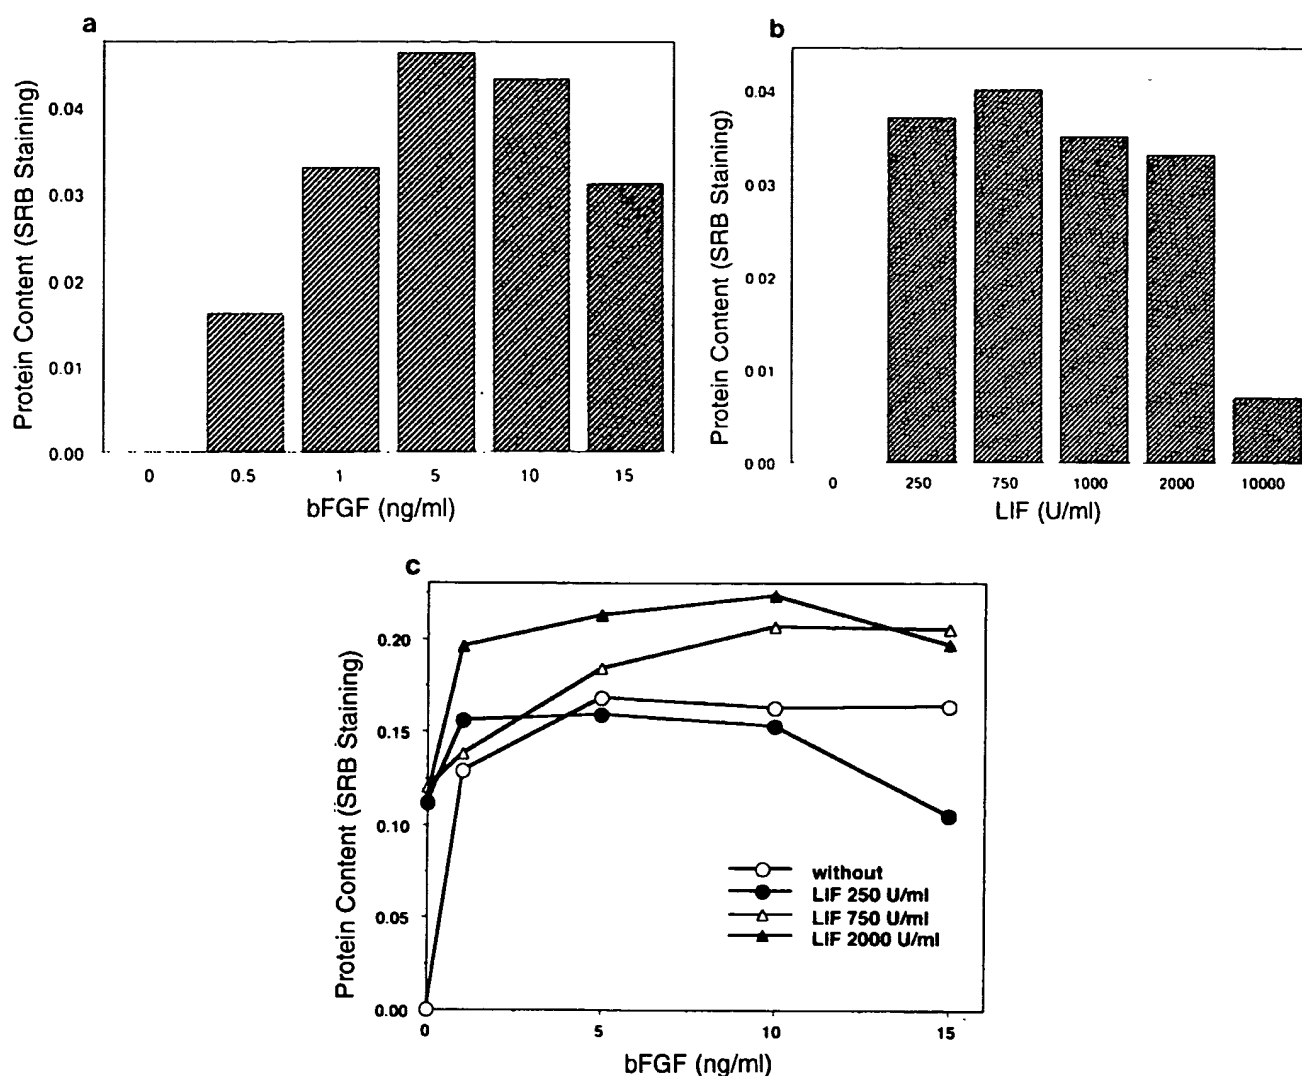 a
Protein Content (SRB Staining)
0.04
0.03
0.02
0.01
0.00
0 0.5 1 5 10 15
bFGF (ng/ml)
b
Protein Content (SRB Staining)
0.04
0.03
0.02
0.01
0.00
0 250 750 1000 2000 10000
LIF (U/ml)
c
Protein Content (SRB Staining)
0.20
0.15
0.10
0.05
0.00
without
LIF 250 U/ml
LIF 750 U/ml
LIF 2000 U/ml
0 5 10 15
bFGF (ng/ml)